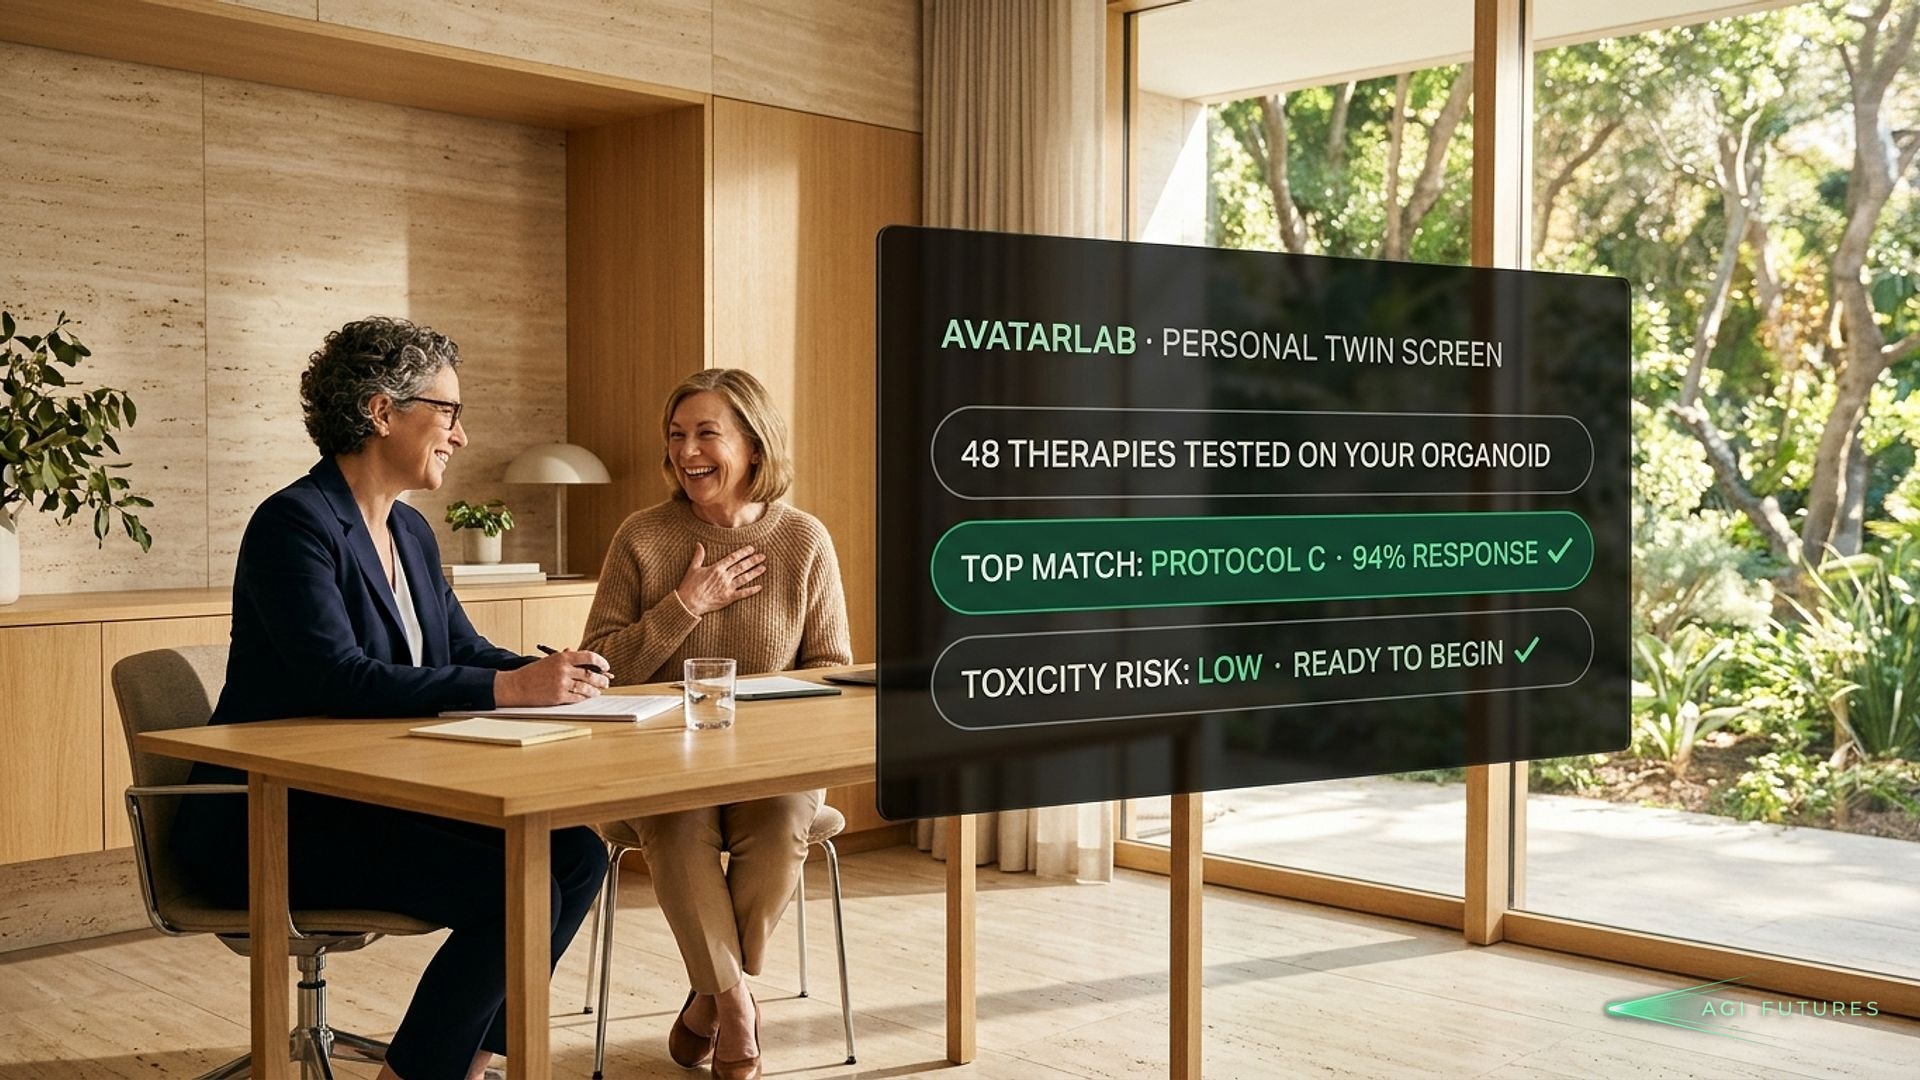 AVATARLAB · PERSONAL TWIN SCREEN
48 THERAPIES TESTED ON YOUR ORGANOID
TOP MATCH: PROTOCOL C · 94% RESPONSE ✓
TOXICITY RISK: LOW · READY TO BEGIN ✓
AGI FUTURES